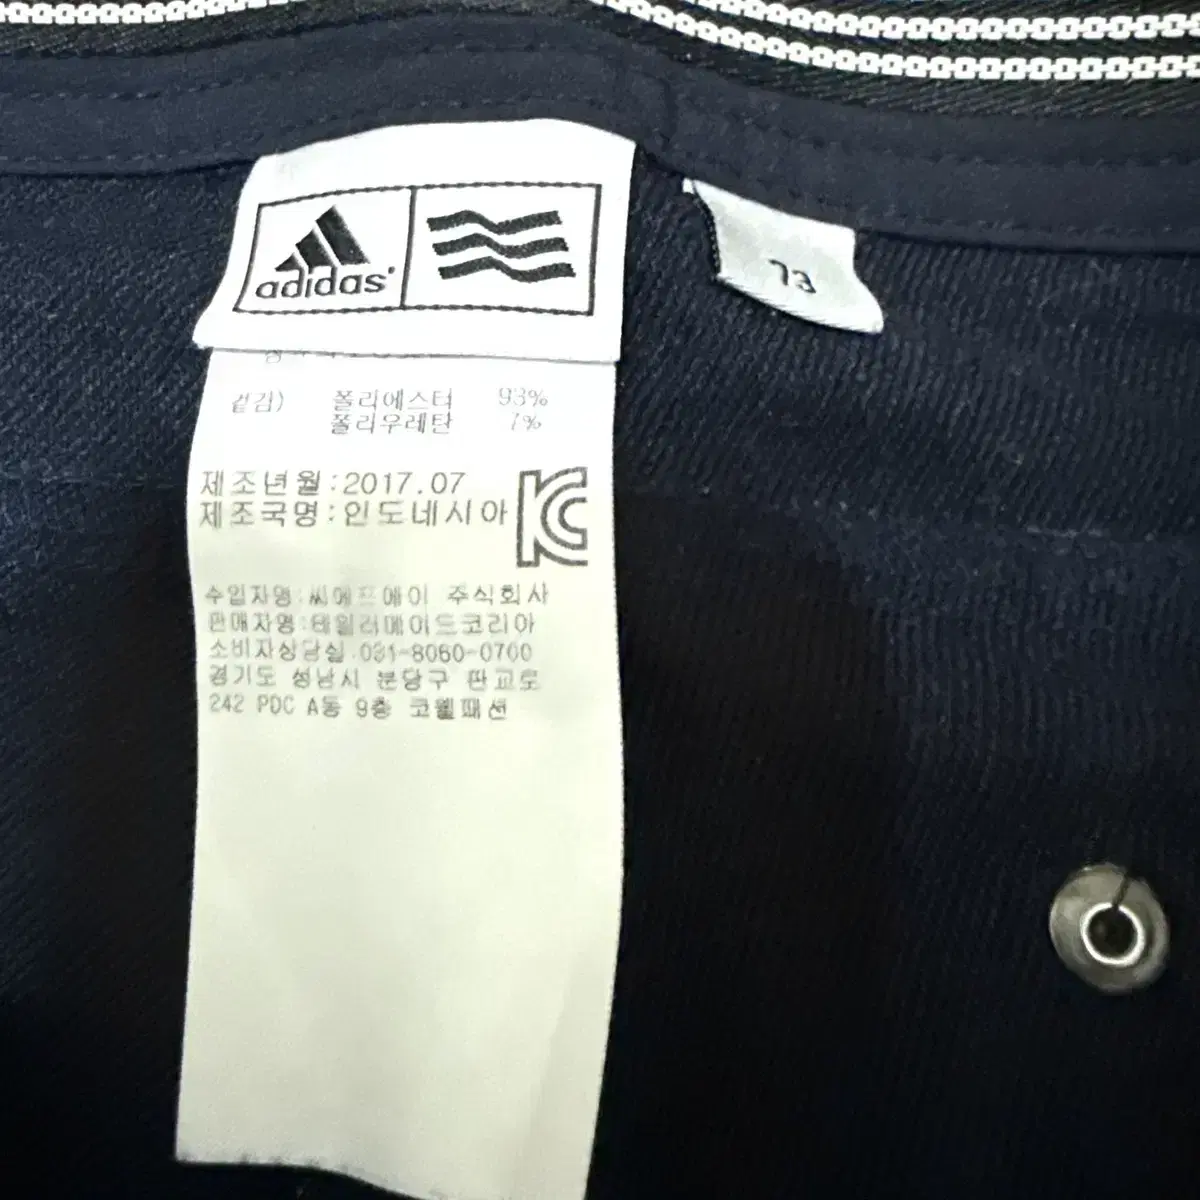 adidas
73
겉감) 폴리에스터 93%
폴리우레탄 7%
제조년월:2017.07
제조국명:인도네시아
수입자명:씨에프에이 주식회사
판매자명:테일러메이드코리아
소비자상담실:031-8060-0700
경기도 성남시 분당구 판교로
242 PDC A동 9층 코웰패션